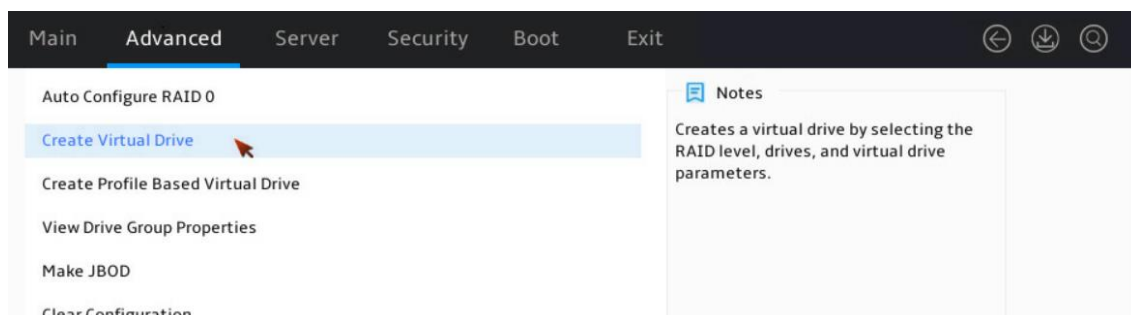 Main Advanced Server Security Boot Exit
Auto Configure RAID 0
Create Virtual Drive
Create Profile Based Virtual Drive
View Drive Group Properties
Make JBOD
Clear Configuration
Notes
Creates a virtual drive by selecting the
RAID level, drives, and virtual drive
parameters.